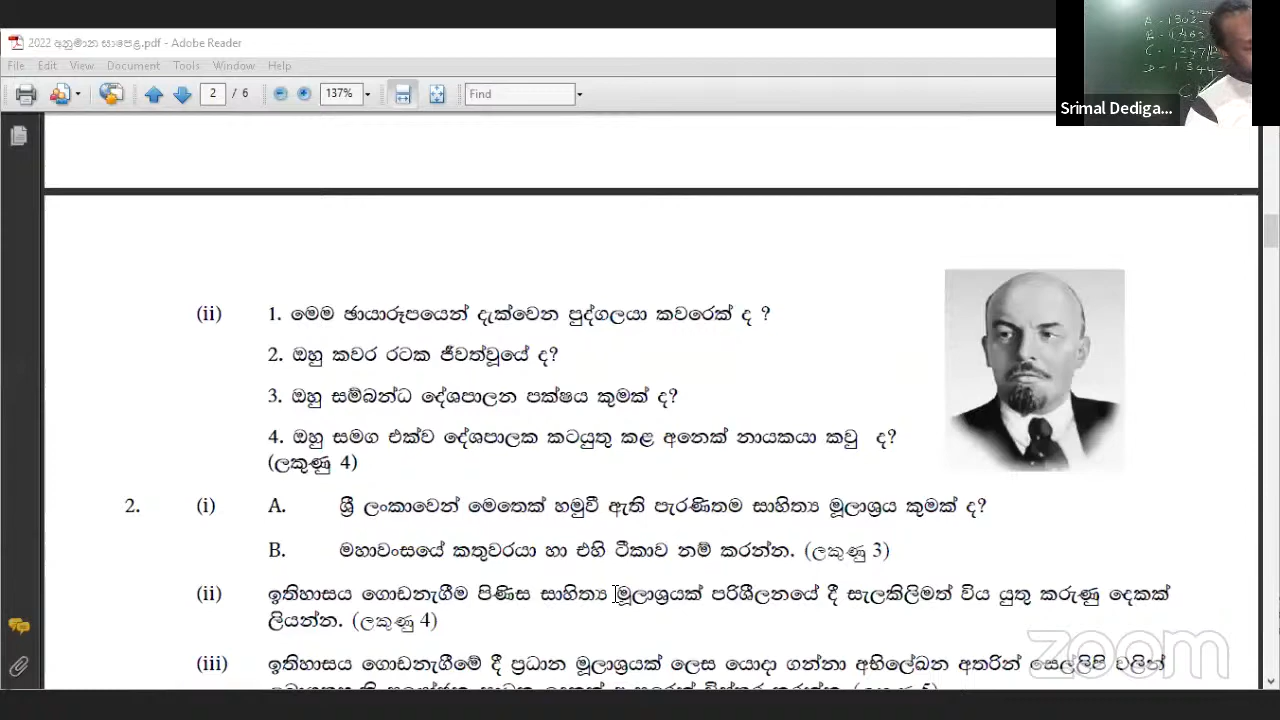 2022 අනුමාන සාපෙළ.pdf - Adobe Reader
File Edit View Document Tools Window Help
2 / 6 137% Find
A - 1802
Srimal Dediga...
(ii) 1. මෙම ඡායාරූපයෙන් දැක්වෙන පුද්ගලයා කවරෙක් ද ?
2. ඔහු කවර රටක ජීවත්වූයේ ද?
3. ඔහු සම්බන්ධ දේශපාලන පක්ෂය කුමක් ද?
4. ඔහු සමග එක්ව දේශපාලක කටයුතු කළ අනෙක් නායකයා කවු ද?
(ලකුණු 4)
2. (i) A. ශ්‍රී ලංකාවෙන් මෙතෙක් හමුවී ඇති පැරණිතම සාහිත්‍ය මූලාශ්‍රය කුමක් ද?
B. මහාවංසයේ කතුවරයා හා එහි ටීකාව නම් කරන්න. (ලකුණු 3)
(ii) ඉතිහාසය ගොඩනැගීම පිණිස සාහිත්‍ය මූලාශ්‍රයක් පරිශීලනයේ දී සැලකිලිමත් විය යුතු කරුණු දෙකක්
ලියන්න. (ලකුණු 4)
(iii) ඉතිහාසය ගොඩනැගීමේ දී ප්‍රධාන මූලාශ්‍රයක් ලෙස යොදා ගන්නා අභිලේඛන අතරින් සෙල්ලිපි වලින්
zoom